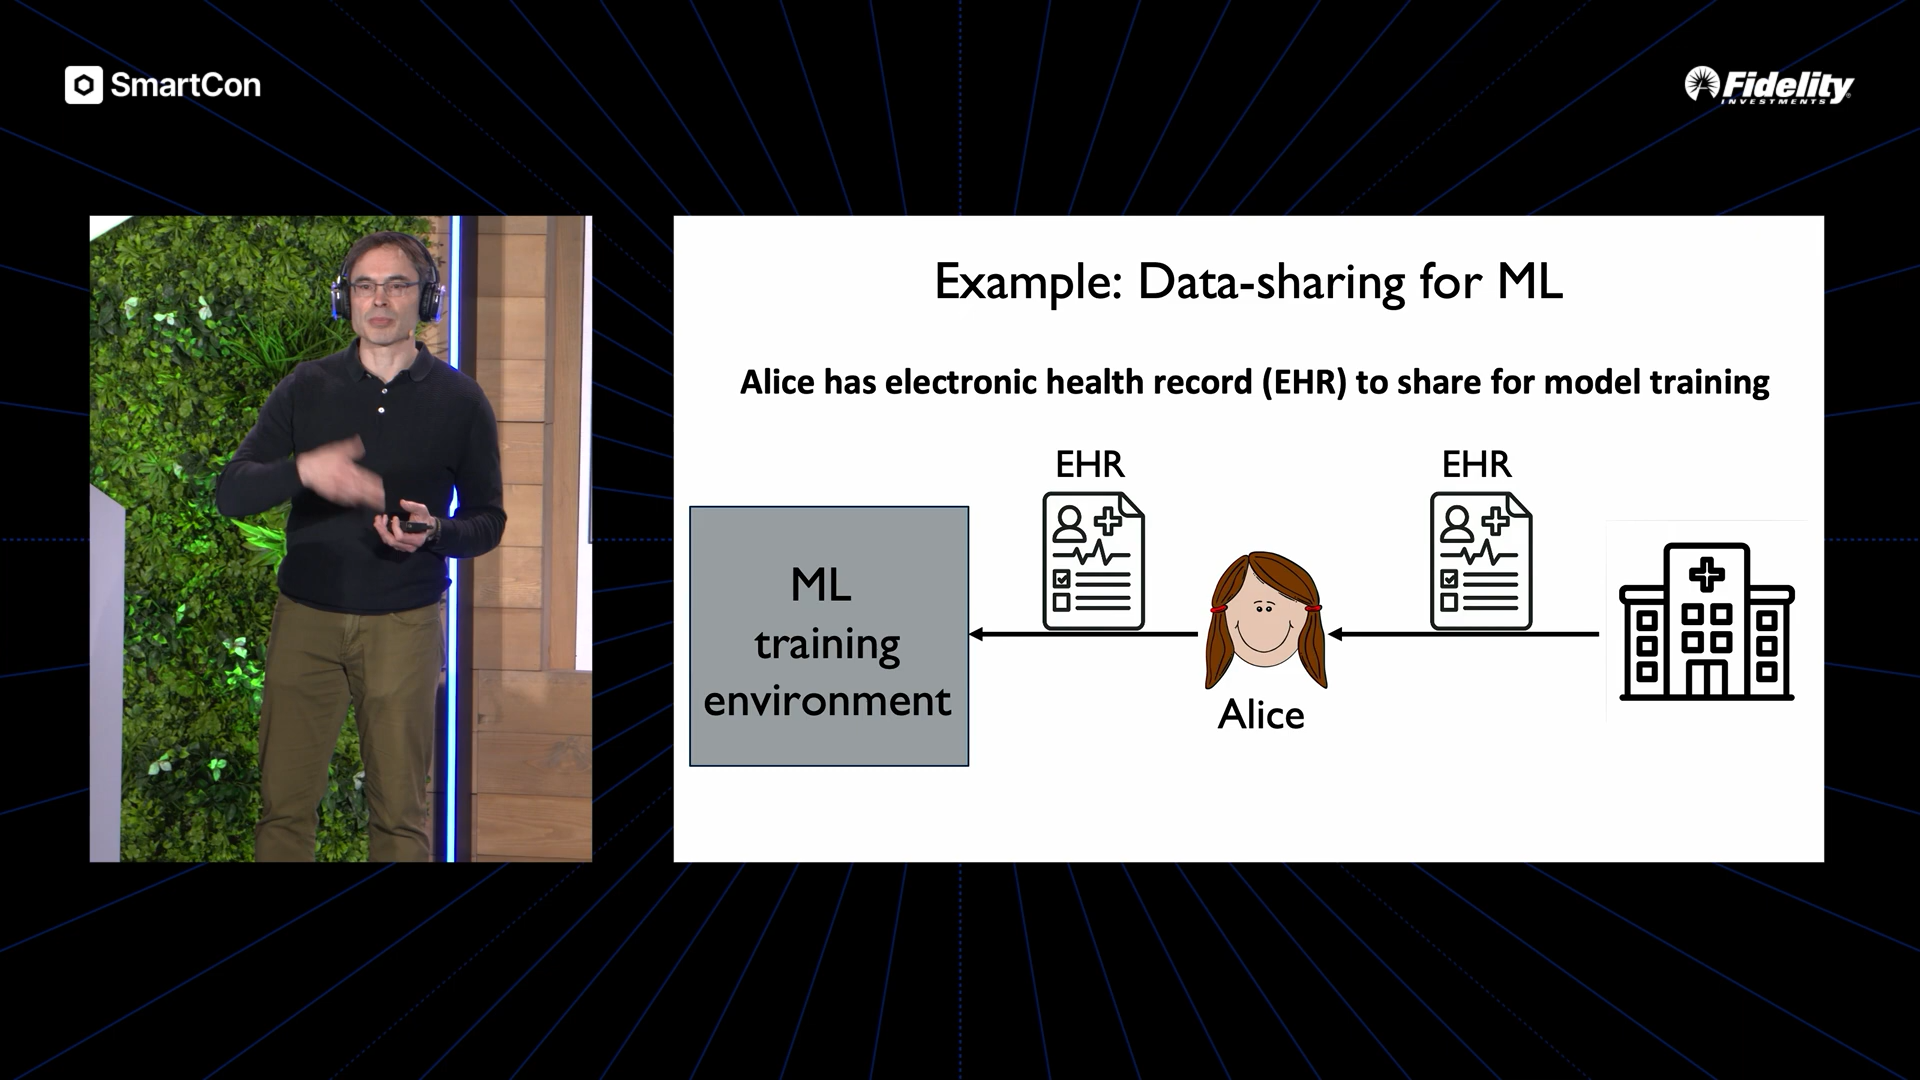 SmartCon
Fidelity
INVESTMENTS
Example: Data-sharing for ML
Alice has electronic health record (EHR) to share for model training
EHR
EHR
ML
training
environment
Alice